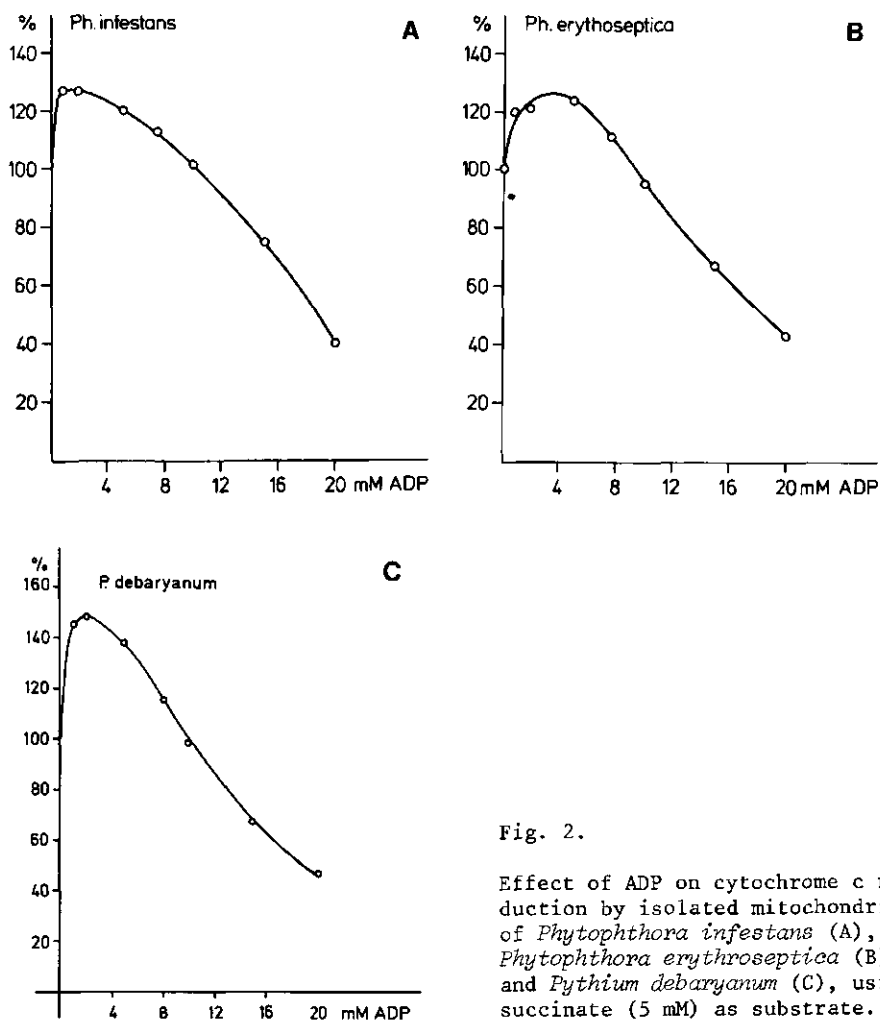 % Ph. infestans A
140
120
100
80
60
40
20
4 8 12 16 20 mM ADP
% Ph. erythoseptica B
140
120
100
80
60
40
20
4 8 12 16 20 mM ADP
% P. debaryanum C
160
140
120
100
80
60
40
20
4 8 12 16 20 mM ADP
Fig. 2.
Effect of ADP on cytochrome c
duction by isolated mitochondri
of Phytophthora infestans (A),
Phytophthora erythroseptica (B
and Pythium debaryanum (C), us
succinate (5 mM) as substrate.